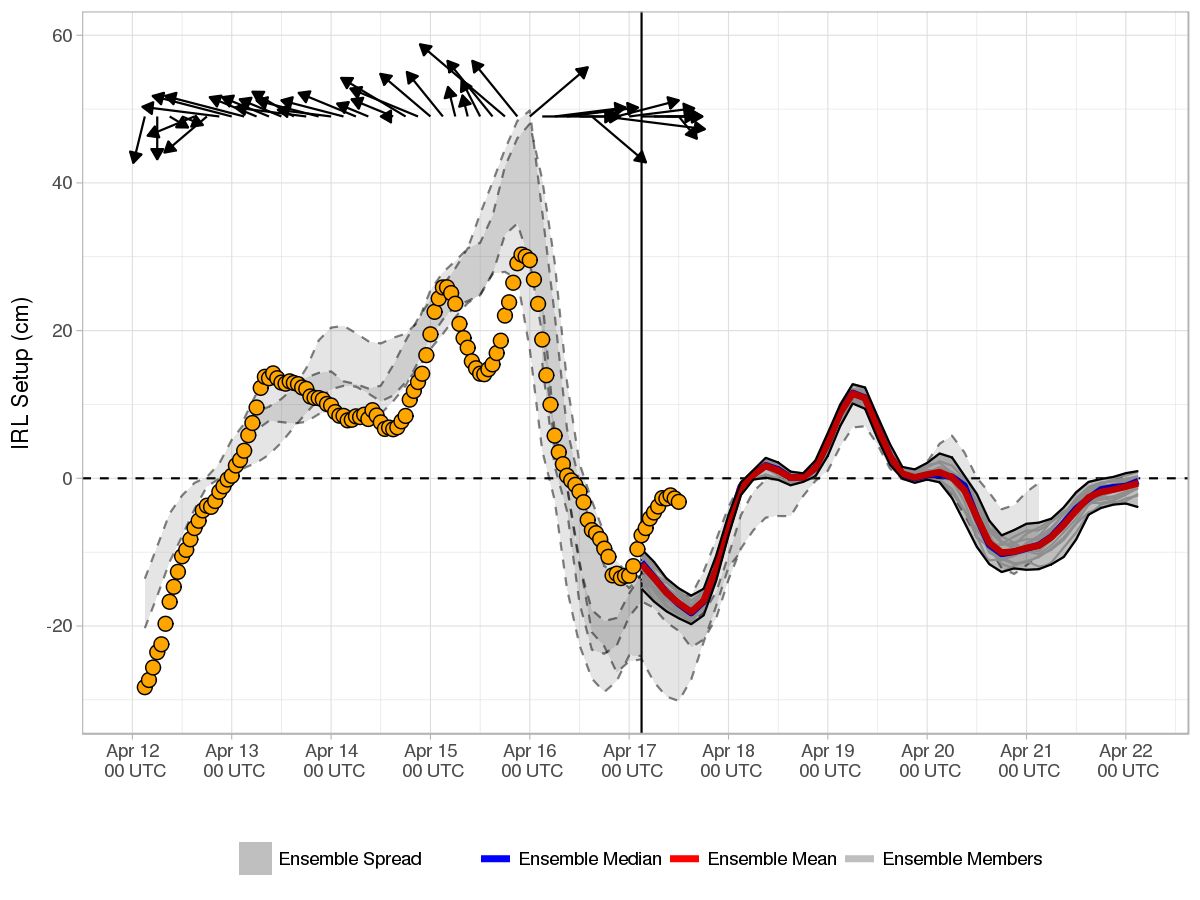 60
40
20
0
-20
IRL Setup (cm)
Apr 12 Apr 13 Apr 14 Apr 15 Apr 16 Apr 17 Apr 18 Apr 19 Apr 20 Apr 21 Apr 22
00 UTC 00 UTC 00 UTC 00 UTC 00 UTC 00 UTC 00 UTC 00 UTC 00 UTC 00 UTC 00 UTC
Ensemble Spread Ensemble Median Ensemble Mean Ensemble Members